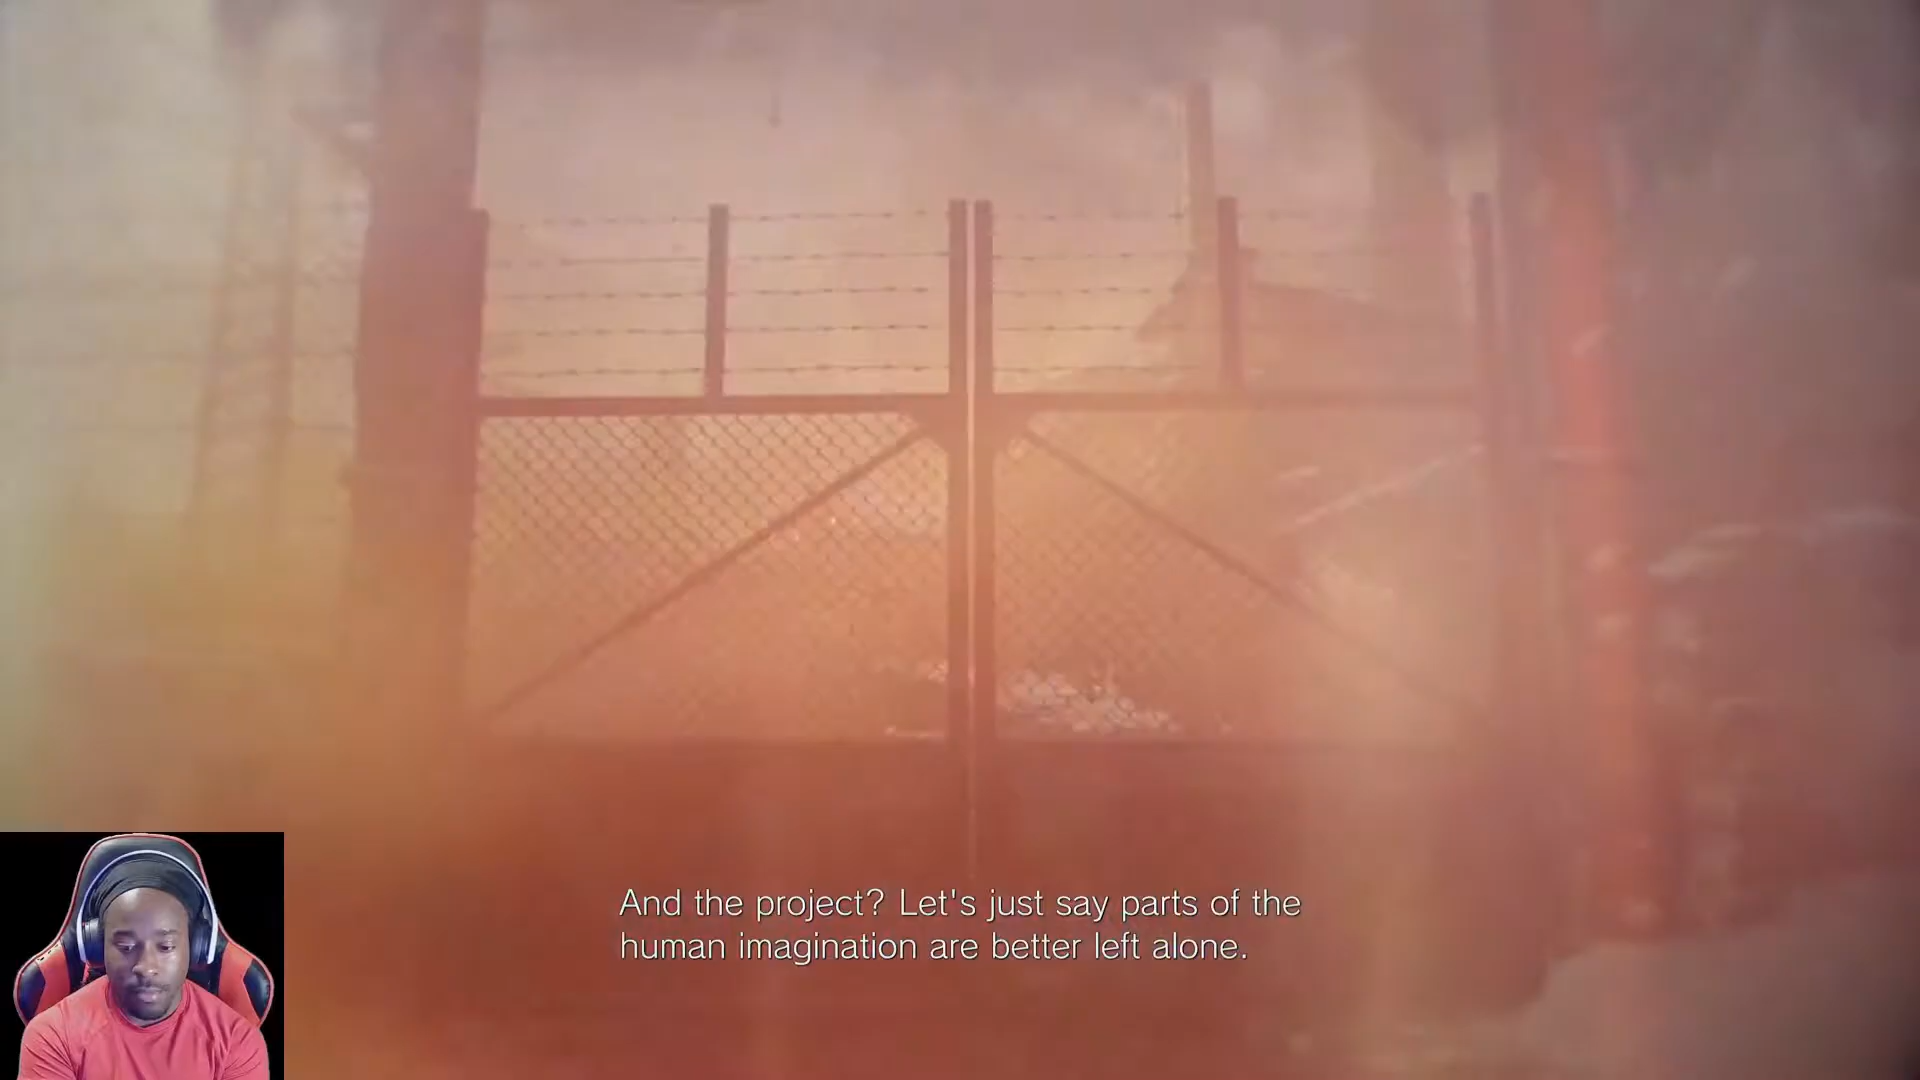 And the project? Let's just say parts of the
human imagination are better left alone.